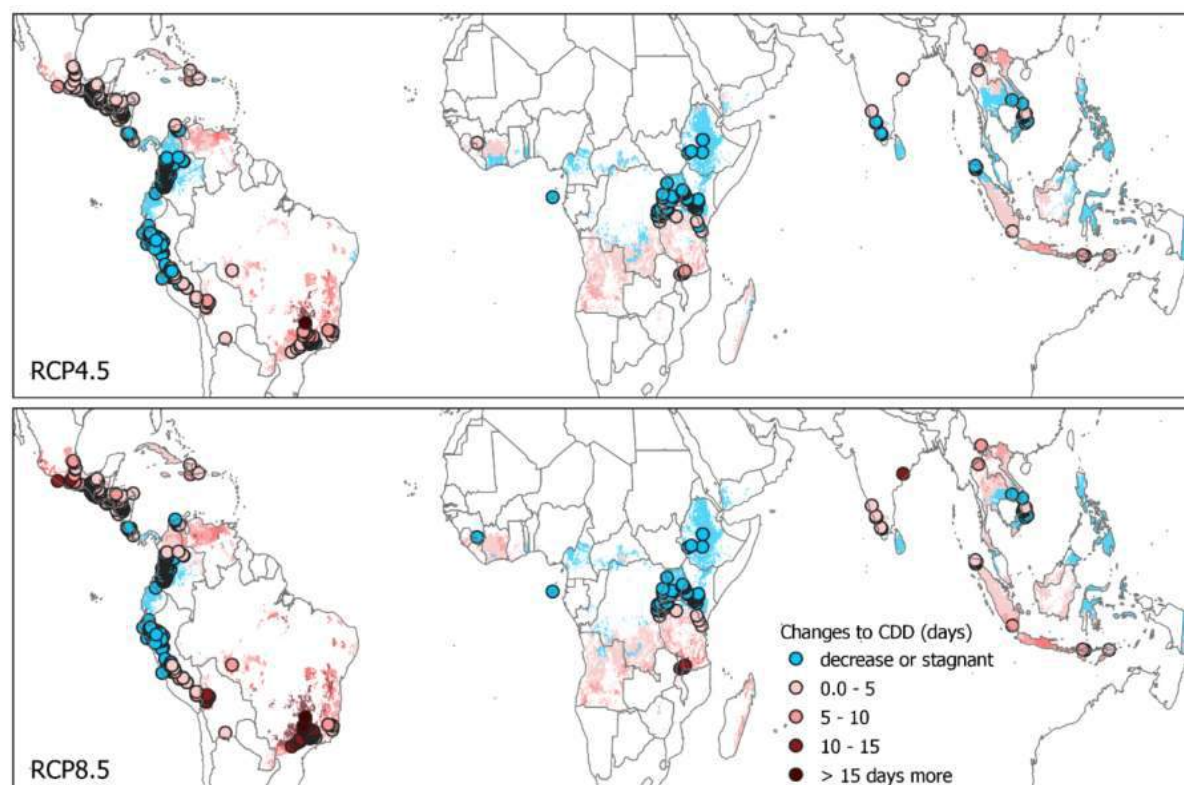 RCP4.5
RCP8.5
Changes to CDD (days)
decrease or stagnant
0.0 - 5
5 - 10
10 - 15
> 15 days more